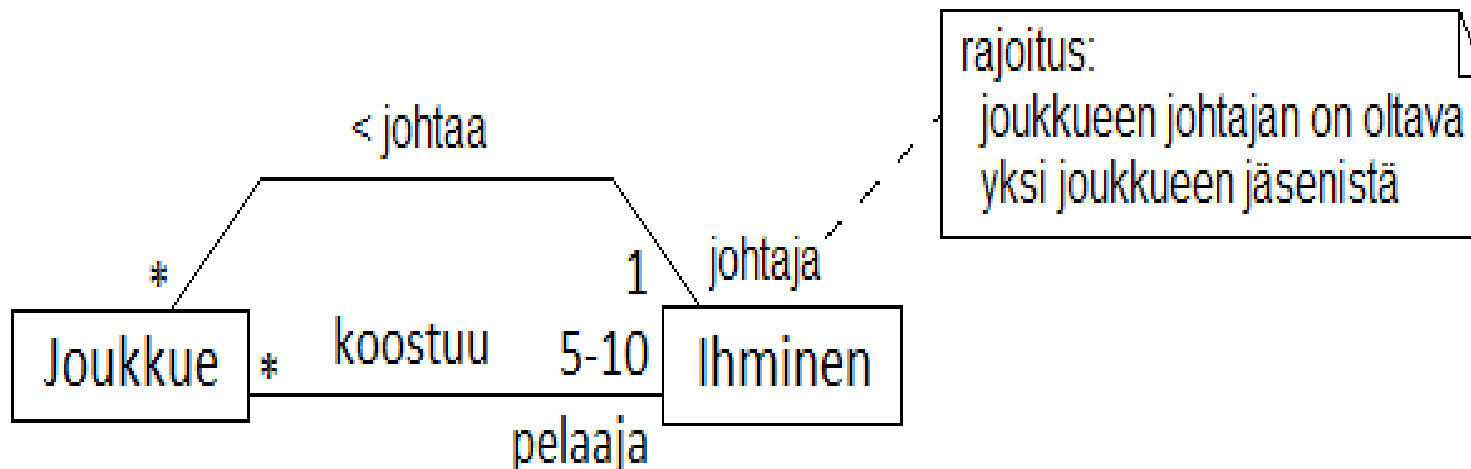 rajoitus:
joukkueen johtajan on oltava
yksi joukkueen jäsenistä
< johtaa
johtaja
* 1
Joukkue * koostuu 5-10 Ihminen
pelaaja